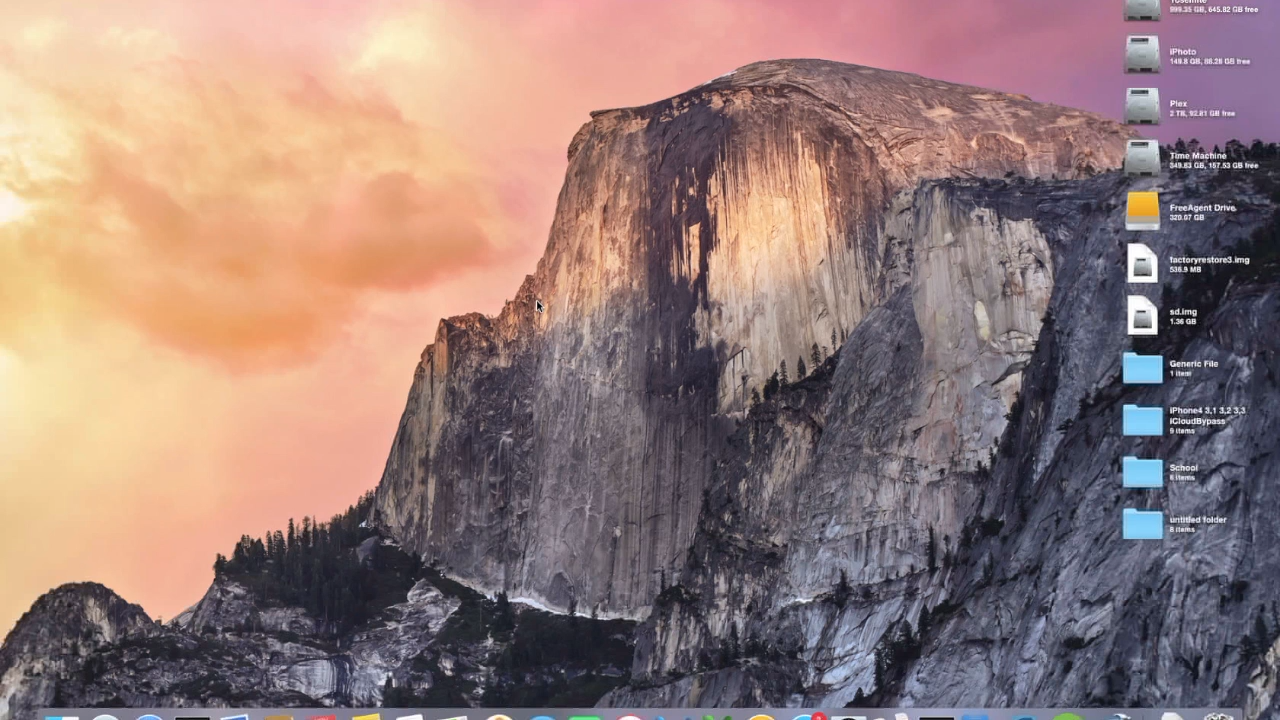 Yosemite
999.35 GB, 645.82 GB free
iPhoto
149.8 GB, 86.28 GB free
Plex
2 TB, 92.81 GB free
Time Machine
349.63 GB, 157.53 GB free
FreeAgent Drive
320.07 GB
factoryrestore3.img
536.9 MB
sd.img
1.36 GB
Generic File
1 item
iPhone4 3,1 3,2 3,3
iCloudBypass
9 items
School
6 items
untitled folder
8 items